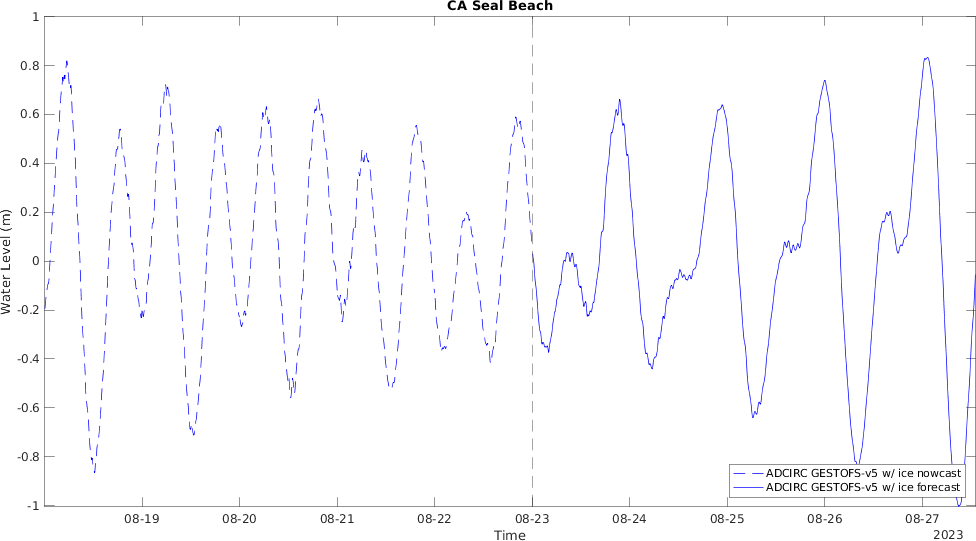 CA Seal Beach
1
0.8
0.6
0.4
0.2
0
-0.2
-0.4
-0.6
-0.8
-1
Water Level (m)
ADCIRC GESTOFS-v5 w/ ice nowcast
ADCIRC GESTOFS-v5 w/ ice forecast
08-19 08-20 08-21 08-22 08-23 08-24 08-25 08-26 08-27
Time
2023